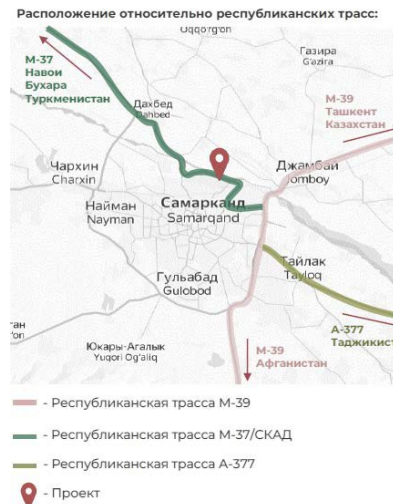 Расположение относительно республиканских трасс:
Oqqo'rg'on
М-37
Навои
Бухара
Туркменистан
Газира
G'azira
М-39
Ташкент
Казахстан
Дахбед
Dahbed
Чархин
Charxin
Джамбай
Jomboy
Найман
Nayman
Самарканд
Samarqand
Гульабад
Gulobod
Тайлак
Tayloq
А-377
Таджикист
Юкары-Агалык
Yuqori Og'aliq
М-39
Афганистан
- Республиканская трасса М-39
- Республиканская трасса М-37/СКАД
- Республиканская трасса А-377
- Проект